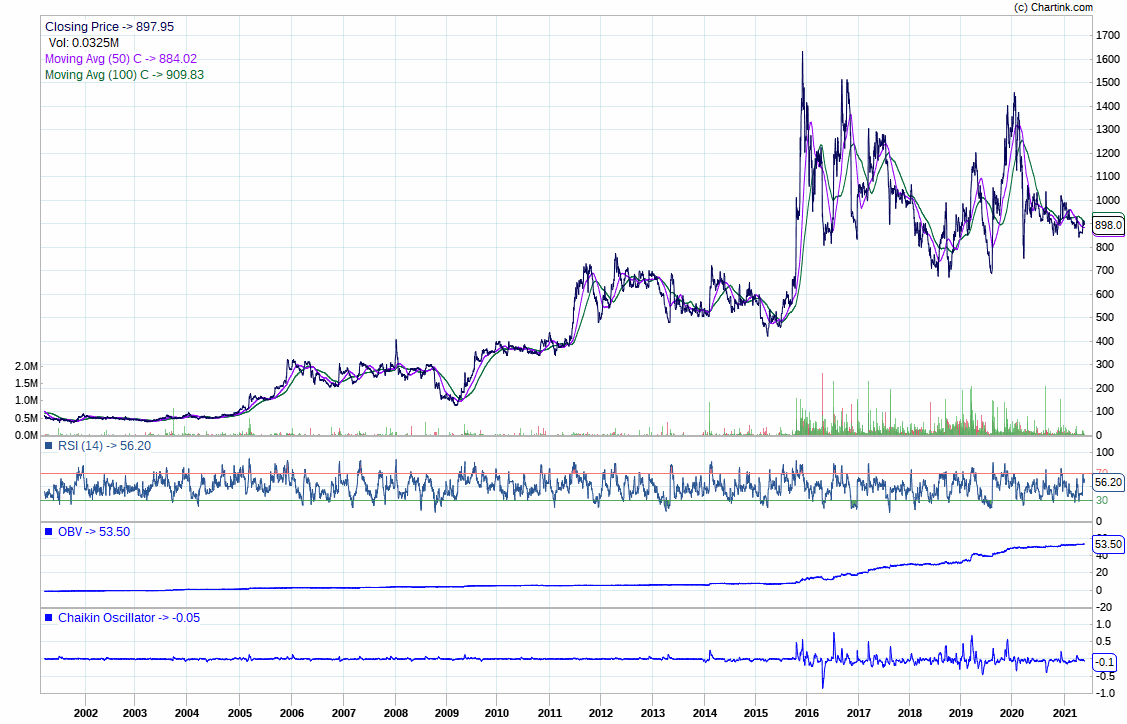 (c) Chartink.com
Closing Price -> 897.95
Vol: 0.0325M
Moving Avg (50) C -> 884.02
Moving Avg (100) C -> 909.83
1700
1600
1500
1400
1300
1200
1100
1000
898.0
800
700
600
500
400
300
200
100
0
2.0M
1.5M
1.0M
0.5M
0.0M
RSI (14) -> 56.20
100
70
56.20
30
0
OBV -> 53.50
53.50
40
20
0
-20
Chaikin Oscillator -> -0.05
1.0
0.5
-0.1
-0.5
-1.0
2002 2003 2004 2005 2006 2007 2008 2009 2010 2011 2012 2013 2014 2015 2016 2017 2018 2019 2020 2021